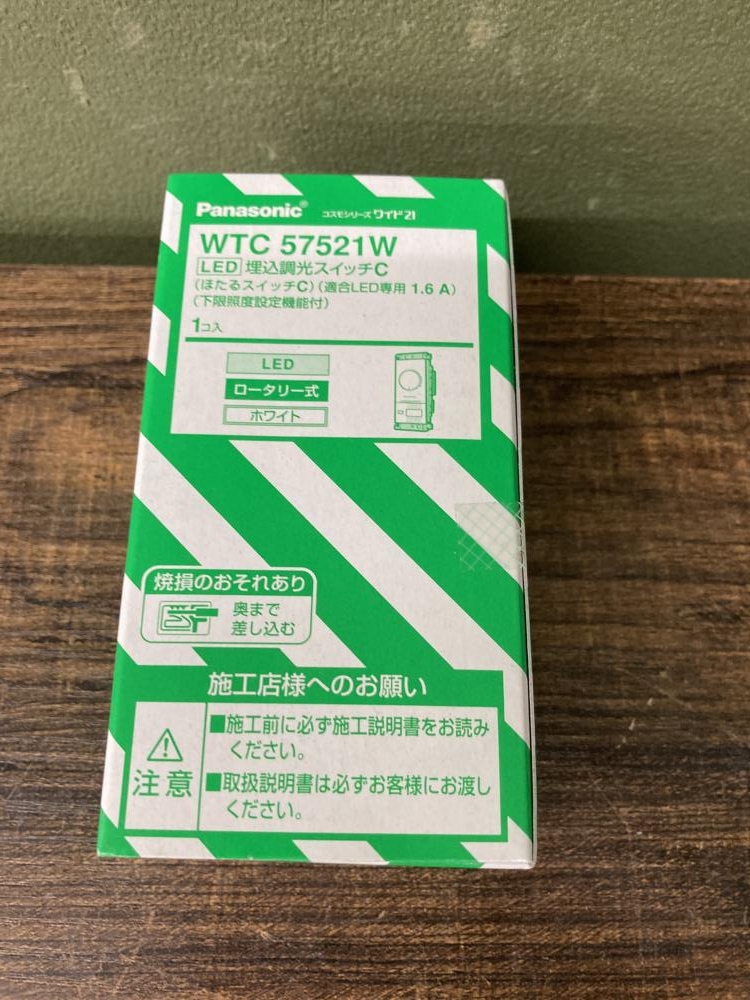 Panasonic® コスモシリーズ ワイド21
WTC 57521W
LED 埋込調光スイッチC
(ほたるスイッチC)(適合LED専用 1.6 A)
(下限照度設定機能付)
1コ入
LED
ロータリー式
ホワイト
焼損のおそれあり
奥まで
差し込む
施工店様へのお願い
注意
■施工前に必ず施工説明書をお読み
ください。
■取扱説明書は必ずお客様にお渡し
ください。